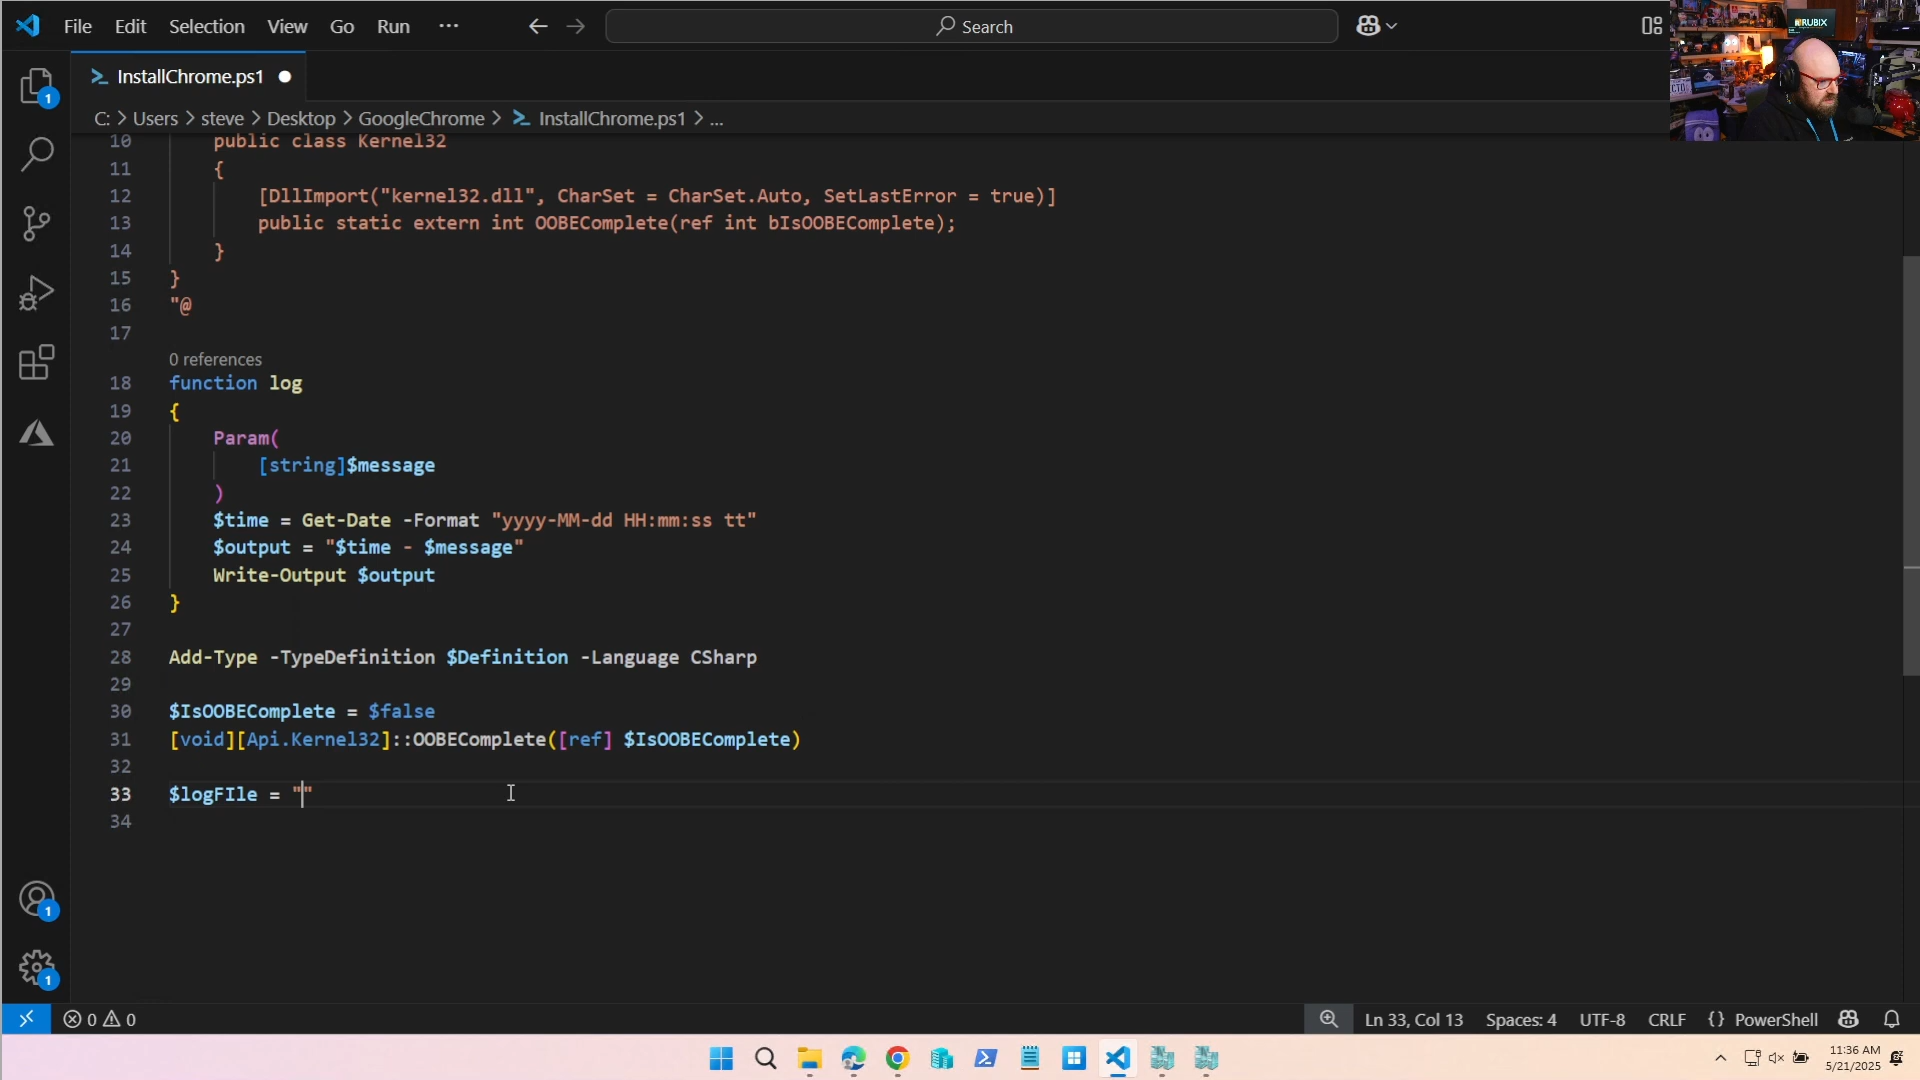 File Edit Selection View Go Run ··· Search
RUBIX
InstallChrome.ps1
1
C: > Users > steve > Desktop > GoogleChrome > InstallChrome.ps1 > ...
10 public class Kernel32
11 {
12 [DllImport("kernel32.dll", CharSet = CharSet.Auto, SetLastError = true)]
13 public static extern int OOBEComplete(ref int bIsOOBEComplete);
14 }
15 }
16 "@
17
0 references
18 function log
19 {
20 Param(
21 [string]$message
22 )
23 $time = Get-Date -Format "yyyy-MM-dd HH:mm:ss tt"
24 $output = "$time - $message"
25 Write-Output $output
26 }
27
28 Add-Type -TypeDefinition $Definition -Language CSharp
29
30 $IsOOBEComplete = $false
31 [void][Api.Kernel32]::OOBEComplete([ref] $IsOOBEComplete)
32
33 $logFIle = ""
34
1
1
0 0 Ln 33, Col 13 Spaces: 4 UTF-8 CRLF {} PowerShell
11:36 AM
5/21/2025